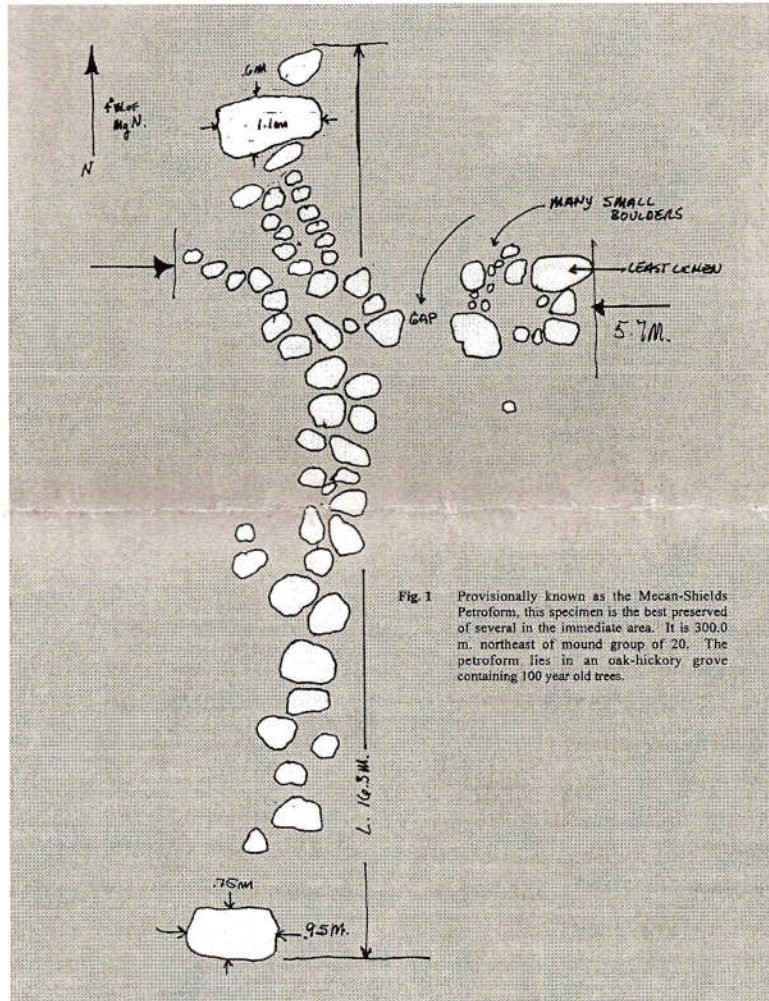 .6m
1.1m
Mg N.
N
MANY SMALL
BOULDERS
LEAST LICHEN
GAP
5.7M.
Fig. 1 Provisionally known as the Mecan-Shields
Petroform, this specimen is the best preserved
of several in the immediate area. It is 300.0
m. northeast of mound group of 20. The
petroform lies in an oak-hickory grove
containing 100 year old trees.
L. 16.3M.
.75m
.95M.